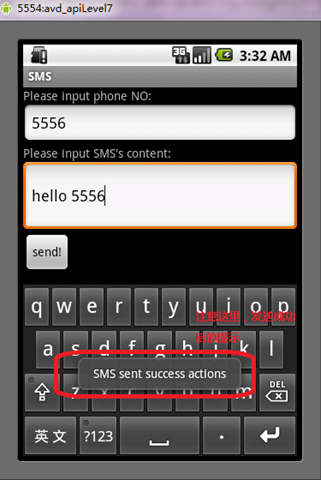 5554:avd_apiLevel7
3G
3:32 AM
SMS
Please input phone NO:
5556
Please input SMS's content:
hello 5556
send!
q w e r t y u i o p
a s d f g h j k l
SMS sent success actions
z x c v b n m DEL
英 文 ?123 .